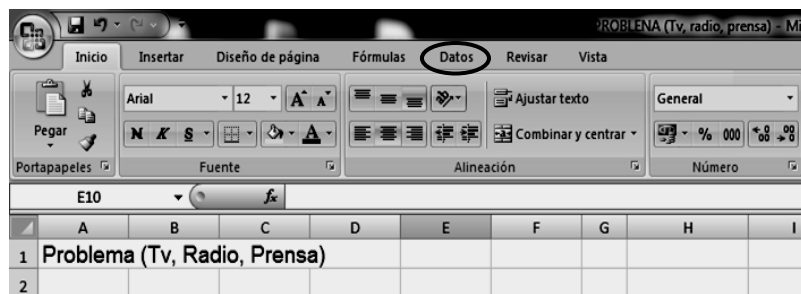 PROBLENA (Tv, radio, prensa) - Mi
Inicio Insertar Diseño de página Fórmulas Datos Revisar Vista
Pegar
Arial 12 A A
N K S A
Ajustar texto
Combinar y centrar
General
% 000
Portapapeles Fuente Alineación Número
E10 fx
A B C D E F G H I
1 Problema (Tv, Radio, Prensa)
2